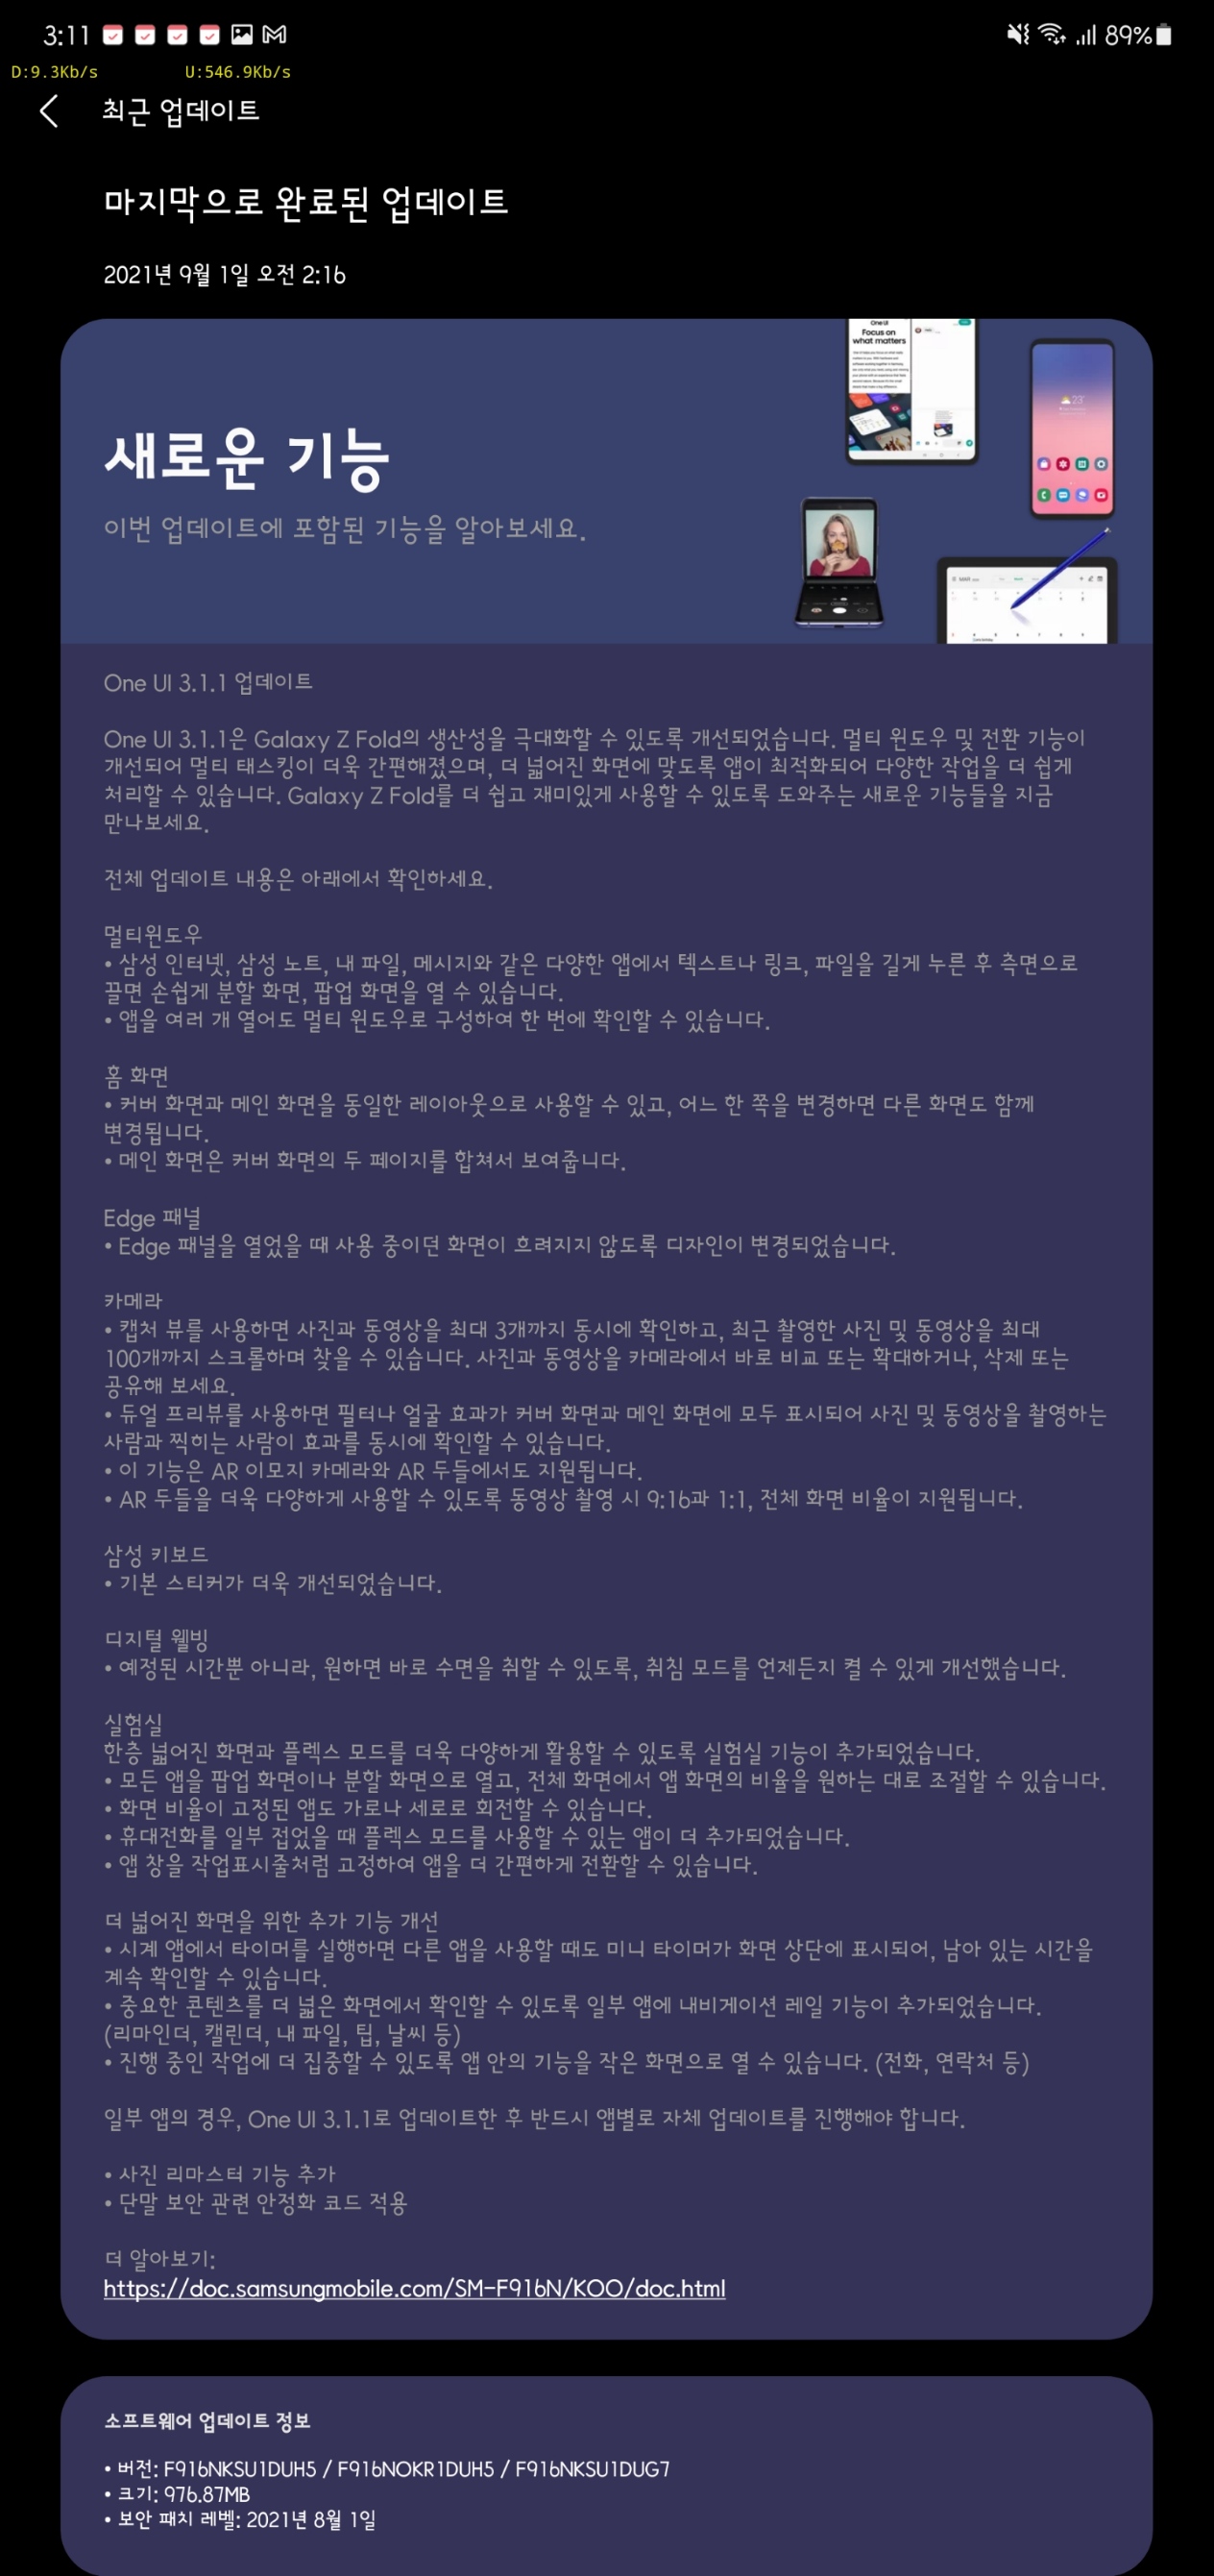 3:11
89%
D:9.3Kb/s
U:546.9Kb/s
최근 업데이트
마지막으로 완료된 업데이트
2021년 9월 1일 오전 2:16
One UI
Focus on
what matters
23°
새로운 기능
이번 업데이트에 포함된 기능을 알아보세요.
MAR
One UI 3.1.1 업데이트
One UI 3.1.1은 Galaxy Z Fold의 생산성을 극대화할 수 있도록 개선되었습니다. 멀티 윈도우 및 전환 기능이
개선되어 멀티 태스킹이 더욱 간편해졌으며, 더 넓어진 화면에 맞도록 앱이 최적화되어 다양한 작업을 더 쉽게
처리할 수 있습니다. Galaxy Z Fold를 더 쉽고 재미있게 사용할 수 있도록 도와주는 새로운 기능들을 지금
만나보세요.
전체 업데이트 내용은 아래에서 확인하세요.
멀티윈도우
• 삼성 인터넷, 삼성 노트, 내 파일, 메시지와 같은 다양한 앱에서 텍스트나 링크, 파일을 길게 누른 후 측면으로
끌면 손쉽게 분할 화면, 팝업 화면을 열 수 있습니다.
• 앱을 여러 개 열어도 멀티 윈도우로 구성하여 한 번에 확인할 수 있습니다.
홈 화면
• 커버 화면과 메인 화면을 동일한 레이아웃으로 사용할 수 있고, 어느 한 쪽을 변경하면 다른 화면도 함께
변경됩니다.
• 메인 화면은 커버 화면의 두 페이지를 합쳐서 보여줍니다.
Edge 패널
• Edge 패널을 열었을 때 사용 중이던 화면이 흐려지지 않도록 디자인이 변경되었습니다.
카메라
• 캡처 뷰를 사용하면 사진과 동영상을 최대 3개까지 동시에 확인하고, 최근 촬영한 사진 및 동영상을 최대
100개까지 스크롤하며 찾을 수 있습니다. 사진과 동영상을 카메라에서 바로 비교 또는 확대하거나, 삭제 또는
공유해 보세요.
• 듀얼 프리뷰를 사용하면 필터나 얼굴 효과가 커버 화면과 메인 화면에 모두 표시되어 사진 및 동영상을 촬영하는
사람과 찍히는 사람이 효과를 동시에 확인할 수 있습니다.
• 이 기능은 AR 이모지 카메라와 AR 두들에서도 지원됩니다.
• AR 두들을 더욱 다양하게 사용할 수 있도록 동영상 촬영 시 9:16과 1:1, 전체 화면 비율이 지원됩니다.
삼성 키보드
• 기본 스티커가 더욱 개선되었습니다.
디지털 웰빙
• 예정된 시간뿐 아니라, 원하면 바로 수면을 취할 수 있도록, 취침 모드를 언제든지 켤 수 있게 개선했습니다.
실험실
한층 넓어진 화면과 플렉스 모드를 더욱 다양하게 활용할 수 있도록 실험실 기능이 추가되었습니다.
• 모든 앱을 팝업 화면이나 분할 화면으로 열고, 전체 화면에서 앱 화면의 비율을 원하는 대로 조절할 수 있습니다.
• 화면 비율이 고정된 앱도 가로나 세로로 회전할 수 있습니다.
• 휴대전화를 일부 접었을 때 플렉스 모드를 사용할 수 있는 앱이 더 추가되었습니다.
• 앱 창을 작업표시줄처럼 고정하여 앱을 더 간편하게 전환할 수 있습니다.
더 넓어진 화면을 위한 추가 기능 개선
• 시계 앱에서 타이머를 실행하면 다른 앱을 사용할 때도 미니 타이머가 화면 상단에 표시되어, 남아 있는 시간을
계속 확인할 수 있습니다.
• 중요한 콘텐츠를 더 넓은 화면에서 확인할 수 있도록 일부 앱에 내비게이션 레일 기능이 추가되었습니다.
(리마인더, 캘린더, 내 파일, 팁, 날씨 등)
• 진행 중인 작업에 더 집중할 수 있도록 앱 안의 기능을 작은 화면으로 열 수 있습니다. (전화, 연락처 등)
일부 앱의 경우, One UI 3.1.1로 업데이트한 후 반드시 앱별로 자체 업데이트를 진행해야 합니다.
• 사진 리마스터 기능 추가
• 단말 보안 관련 안정화 코드 적용
더 알아보기:
https://doc.samsungmobile.com/SM-F916N/KOO/doc.html
소프트웨어 업데이트 정보
• 버전: F916NKSU1DUH5 / F916NOKR1DUH5 / F916NKSU1DUG7
• 크기: 976.87MB
• 보안 패치 레벨: 2021년 8월 1일